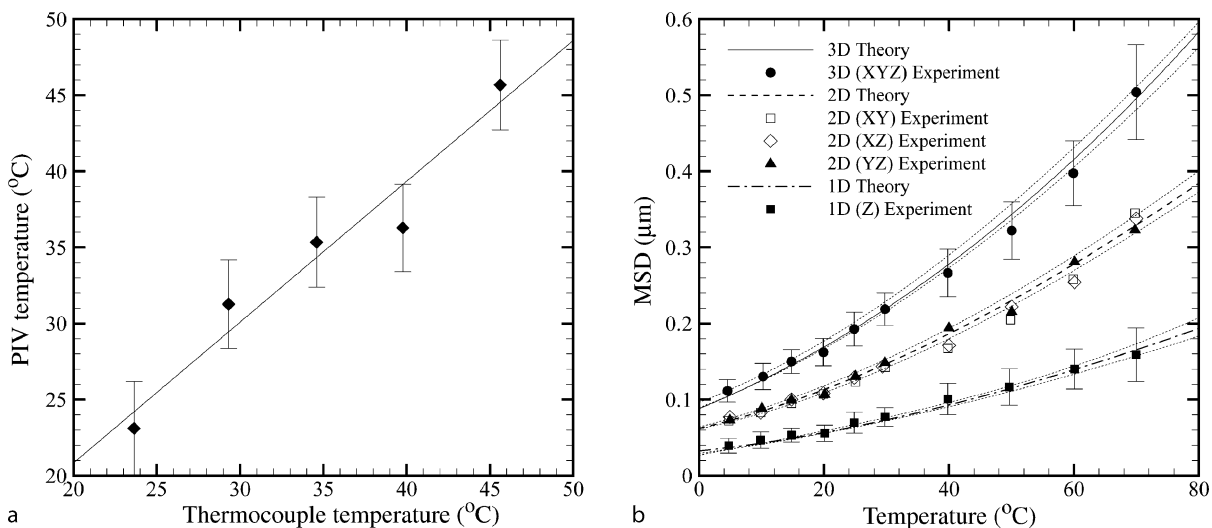 50
45
40
35
30
25
20
20 25 30 35 40 45 50
PIV temperature (°C)
Thermocouple temperature (°C)
a
0.6
0.5
0.4
0.3
0.2
0.1
0
0 20 40 60 80
MSD (μm)
Temperature (°C)
3D Theory
3D (XYZ) Experiment
2D Theory
2D (XY) Experiment
2D (XZ) Experiment
2D (YZ) Experiment
1D Theory
1D (Z) Experiment
b